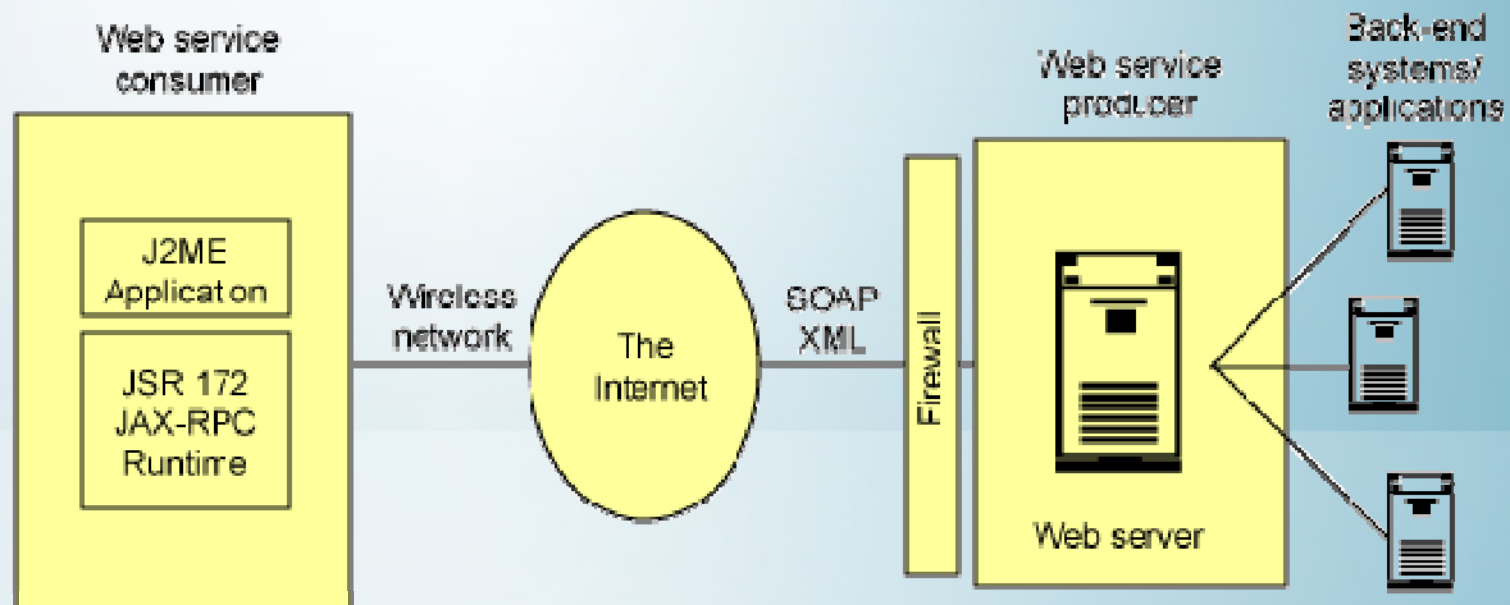 Web service
consumer
J2ME
Application
JSR 172
JAX-RPC
Runtime
Wireless
network
The
Internet
SOAP
XML
Firewall
Web service
producer
Web server
Back-end
systems/
applications